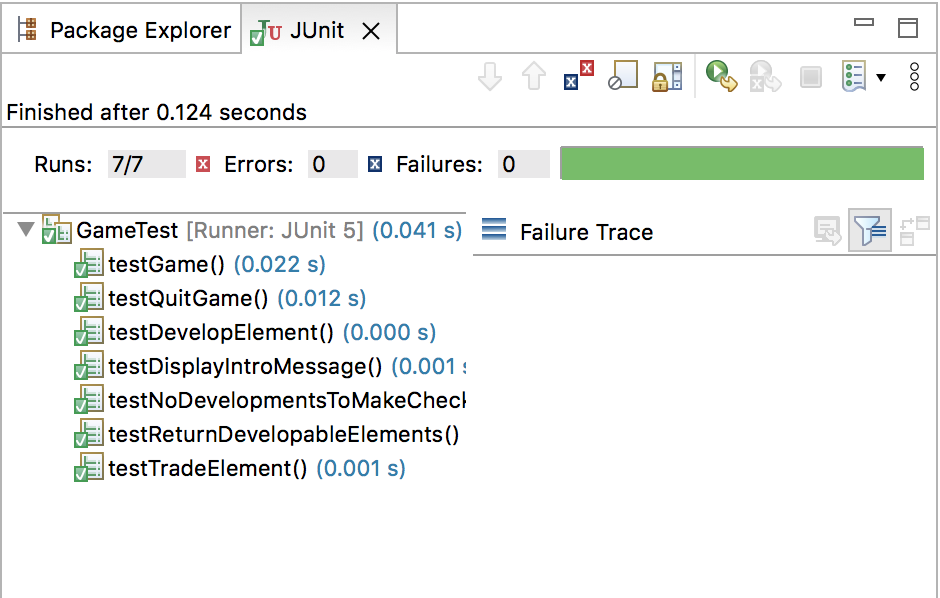 Package Explorer JUnit
Finished after 0.124 seconds
Runs: 7/7 Errors: 0 Failures: 0
GameTest [Runner: JUnit 5] (0.041 s)
Failure Trace
testGame() (0.022 s)
testQuitGame() (0.012 s)
testDevelopElement() (0.000 s)
testDisplayIntroMessage() (0.001 s
testNoDevelopmentsToMakeCheck
testReturnDevelopableElements()
testTradeElement() (0.001 s)